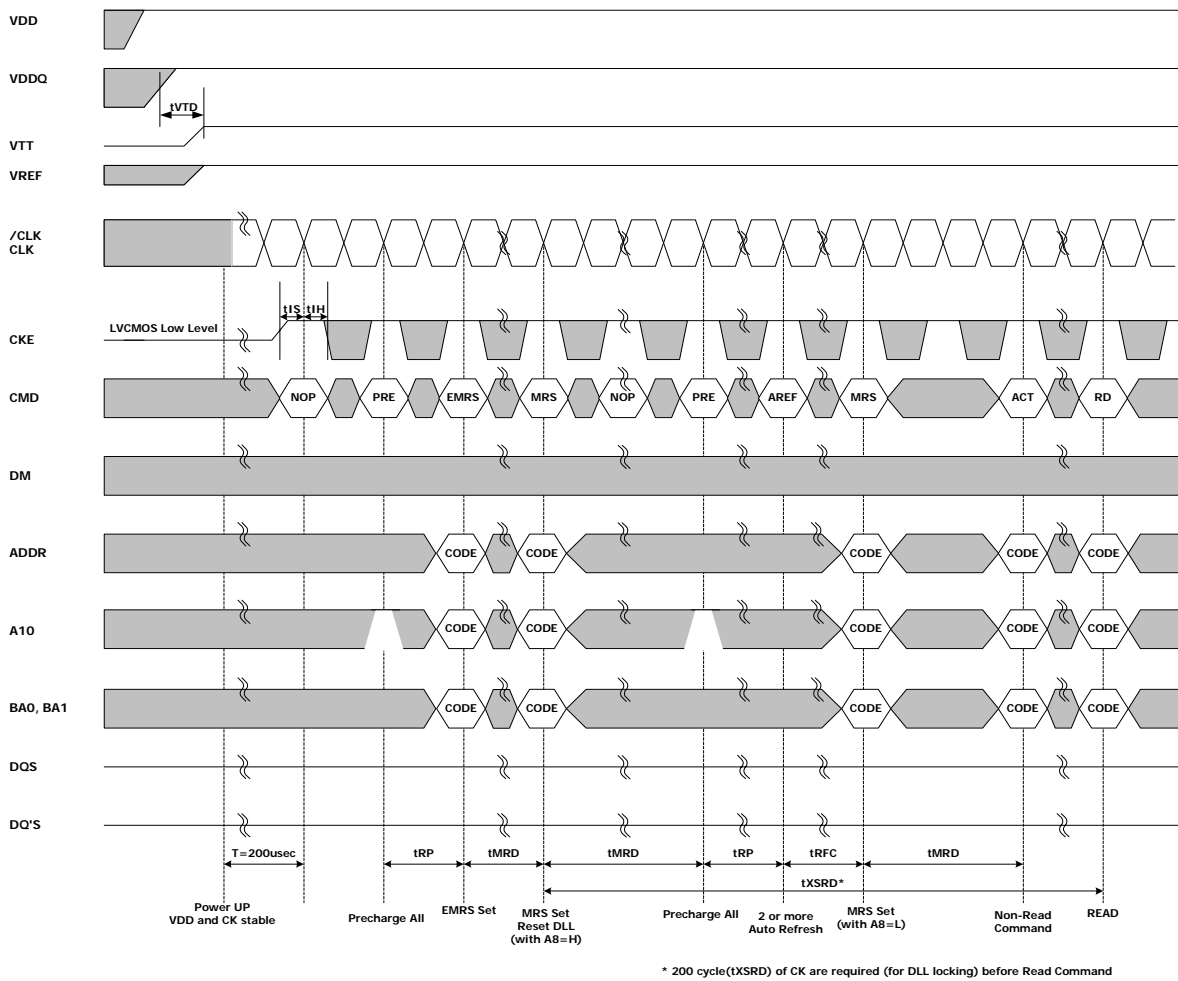 VDD
VDDQ
tVTD
VTT
VREF
/CLK
CLK
tIS tIH
LVCMOS Low Level
CKE
CMD NOP PRE EMRS MRS NOP PRE AREF MRS ACT RD
DM
ADDR CODE CODE CODE CODE CODE
A10 CODE CODE CODE CODE CODE
BA0, BA1 CODE CODE CODE CODE CODE
DQS
DQ'S
T=200usec tRP tMRD tMRD tRP tRFC tMRD
tXSRD*
Power UP
VDD and CK stable
Precharge All
EMRS Set
MRS Set
Reset DLL
(with A8=H)
Precharge All
2 or more
Auto Refresh
MRS Set
(with A8=L)
Non-Read
Command
READ
* 200 cycle(tXSRD) of CK are required (for DLL locking) before Read Command